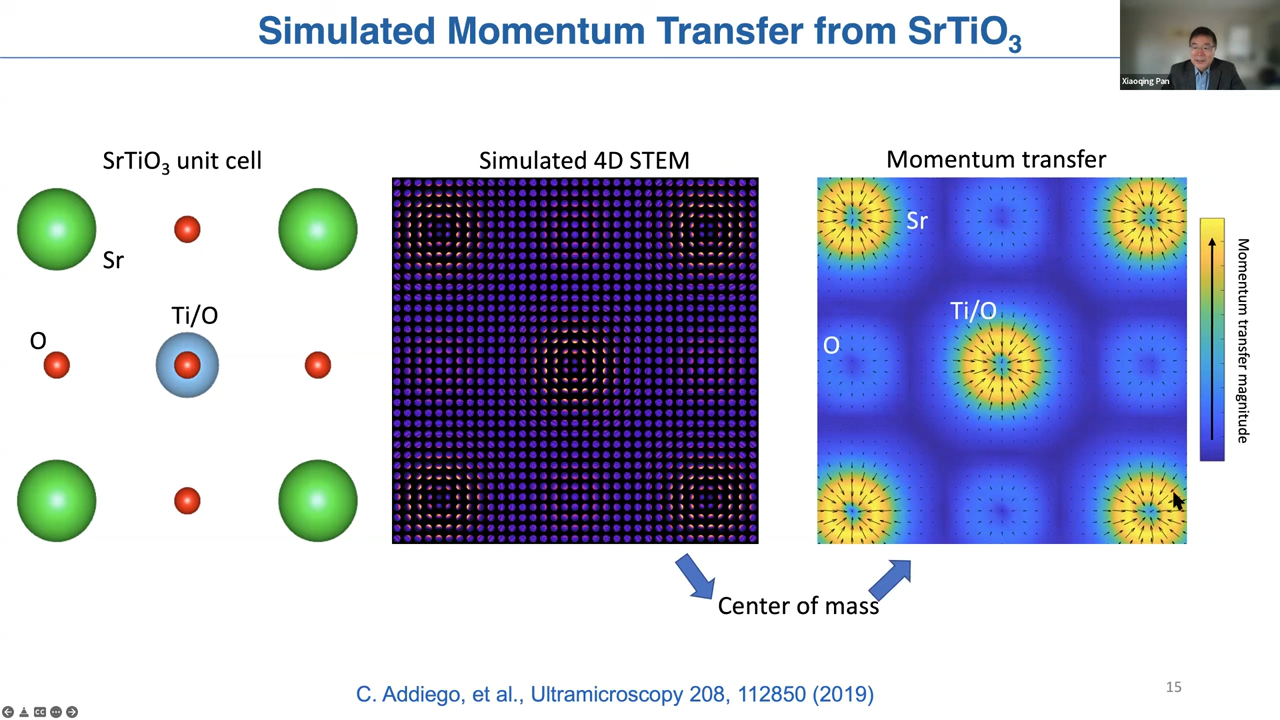 Simulated Momentum Transfer from SrTiO₃
Xiaoqing Pan
SrTiO₃ unit cell
Sr
Ti/O
O
Simulated 4D STEM
Momentum transfer
Sr
Ti/O
O
Momentum transfer magnitude
Center of mass
C. Addiego, et al., Ultramicroscopy 208, 112850 (2019)
15
CC